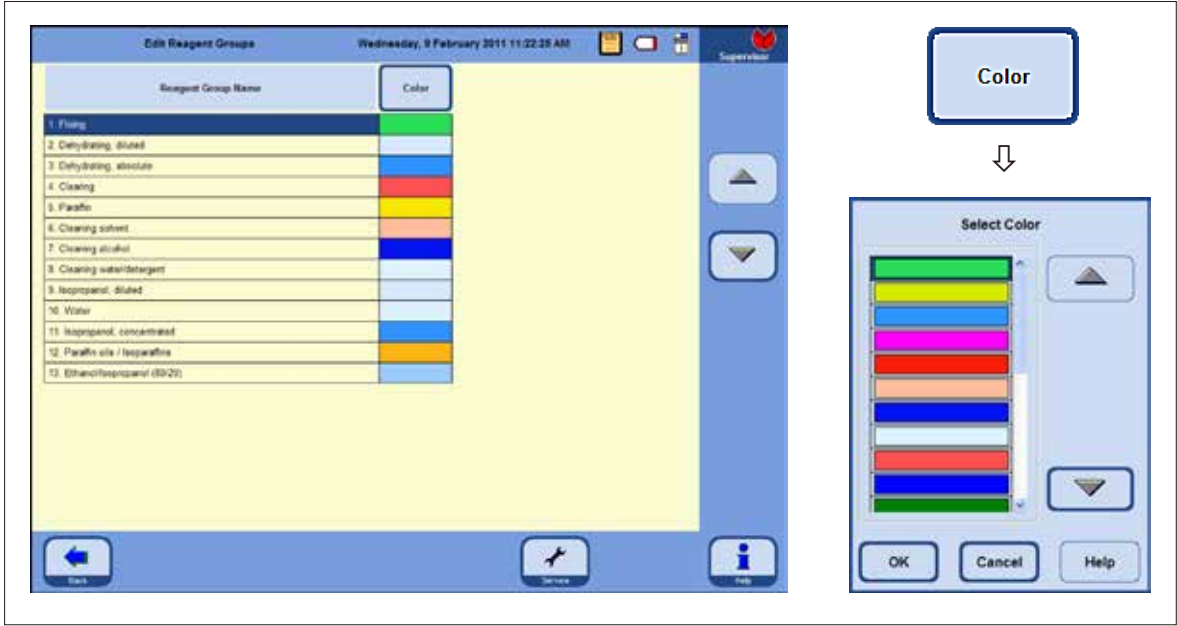 Edit Reagent Groups
Wednesday, 9 February 2011 11:22:25 AM
Supervisor
Reagent Group Name
Color
1. Fixing
2. Dehydrating, diluted
3. Dehydrating, absolute
4. Clearing
5. Paraffin
6. Cleaning solvent
7. Cleaning alcohol
8. Cleaning water/detergent
9. Isopropanol, diluted
10. Water
11. Isopropanol, concentrated
12. Paraffin oils / Isoparaffins
13. Ethanol/Isopropanol (80/20)
Back
Service
Help
Color
Select Color
OK
Cancel
Help